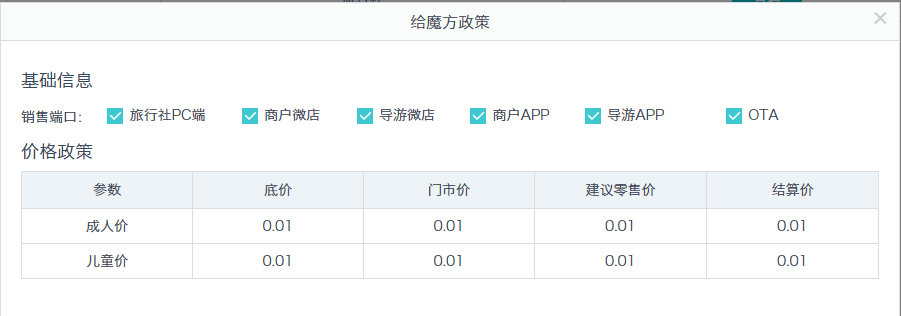 给魔方政策
基础信息
销售端口: 旅行社PC端 商户微店 导游微店 商户APP 导游APP OTA
价格政策
参数 底价 门市价 建议零售价 结算价
成人价 0.01 0.01 0.01 0.01
儿童价 0.01 0.01 0.01 0.01